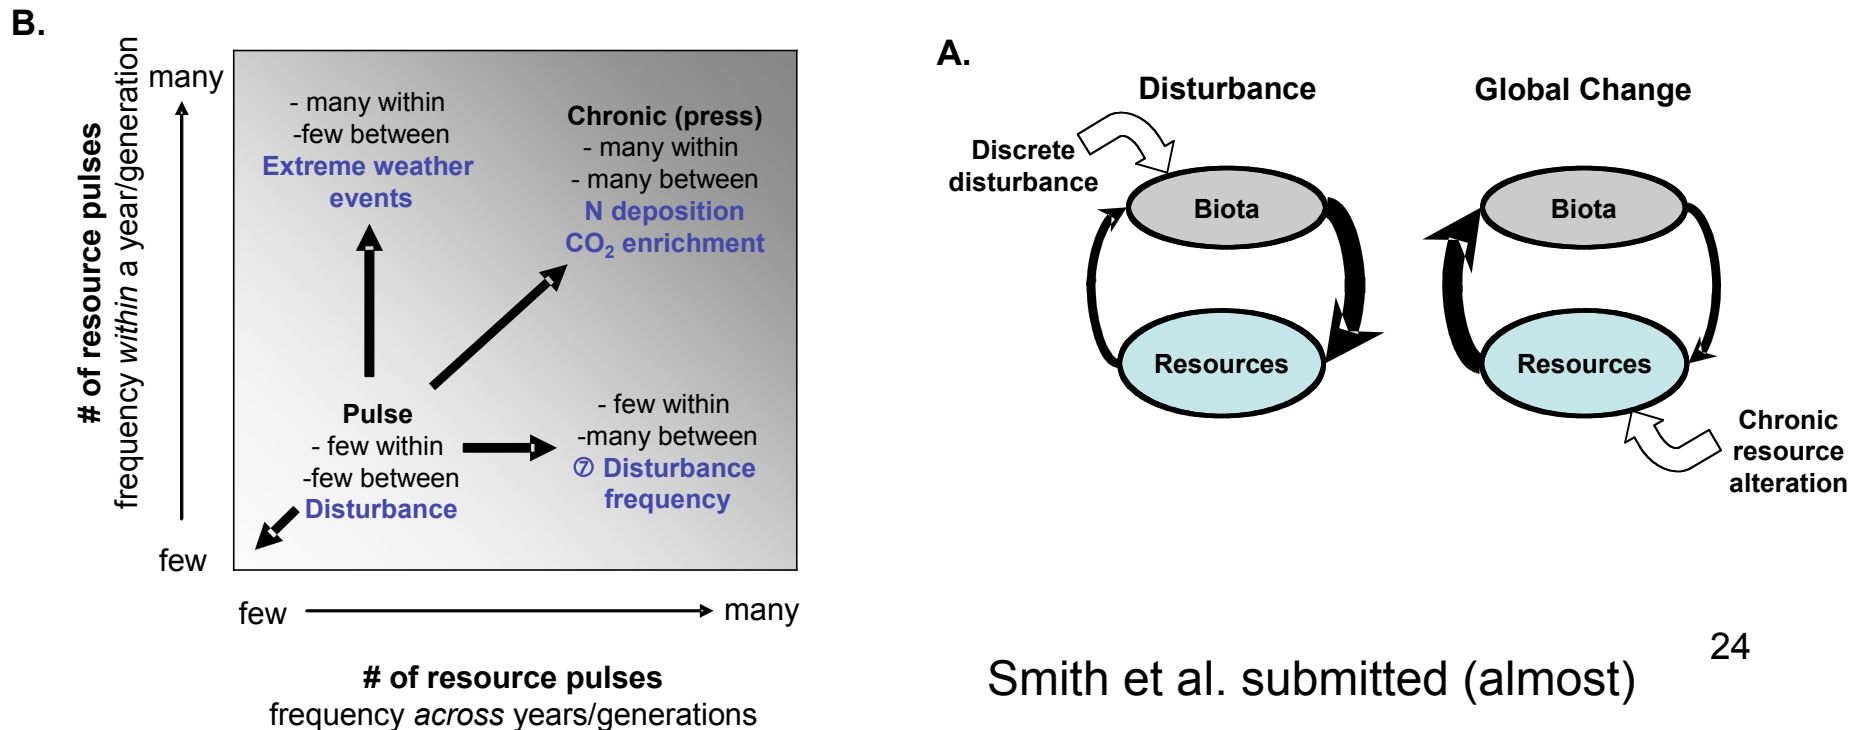 B.
# of resource pulses
frequency within a year/generation
many
few
- many within
-few between
Extreme weather
events
Chronic (press)
- many within
- many between
N deposition
CO₂ enrichment
Pulse
- few within
-few between
Disturbance
- few within
-many between
⑦ Disturbance
frequency
few
many
# of resource pulses
frequency across years/generations
A.
Disturbance
Discrete
disturbance
Biota
Resources
Global Change
Biota
Resources
Chronic
resource
alteration
Smith et al. submitted (almost)
24